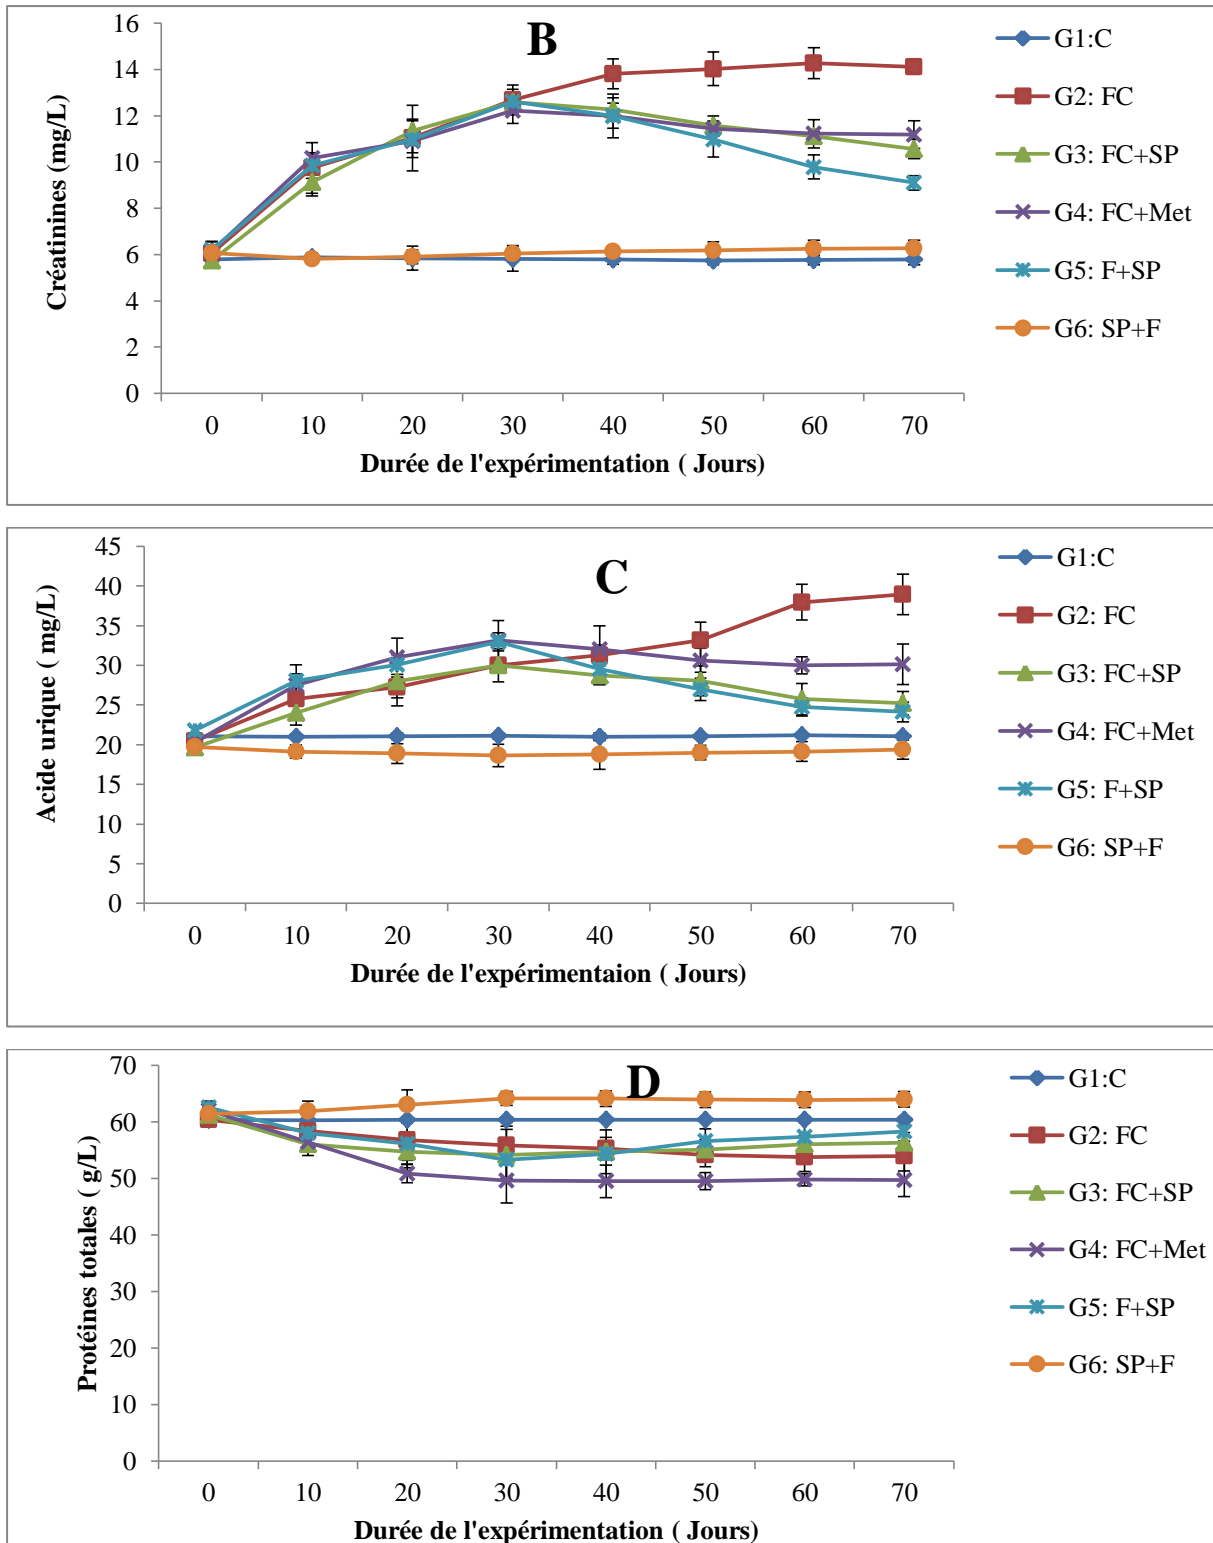 B
Créatinines (mg/L)
16
14
12
10
8
6
4
2
0
0 10 20 30 40 50 60 70
Durée de l'expérimentation ( Jours)
G1:C
G2: FC
G3: FC+SP
G4: FC+Met
G5: F+SP
G6: SP+F
C
Acide urique ( mg/L)
45
40
35
30
25
20
15
10
5
0
0 10 20 30 40 50 60 70
Durée de l'expérimentaion ( Jours)
G1:C
G2: FC
G3: FC+SP
G4: FC+Met
G5: F+SP
G6: SP+F
D
Protéines totales ( g/L)
70
60
50
40
30
20
10
0
0 10 20 30 40 50 60 70
Durée de l'expérimentation ( Jours)
G1:C
G2: FC
G3: FC+SP
G4: FC+Met
G5: F+SP
G6: SP+F